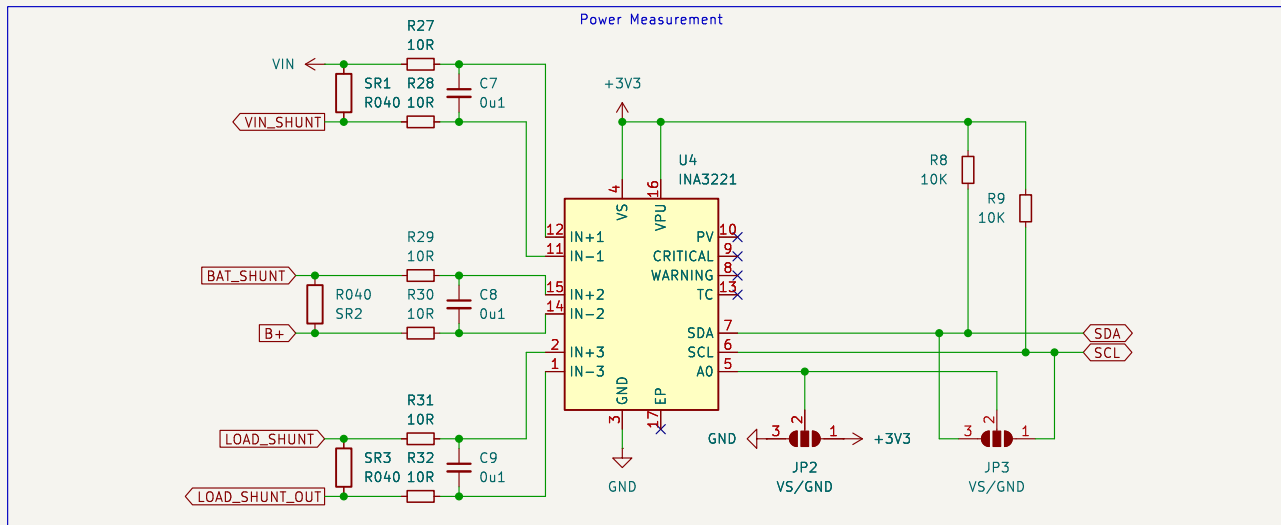 Power Measurement
R27
10R
VIN
SR1
R040
R28
10R
C7
0u1
VIN_SHUNT
+3V3
R8
10K
R9
10K
U4
INA3221
4
16
VS
VPU
12
IN+1
11
IN-1
15
IN+2
14
IN-2
2
IN+3
1
IN-3
PV
10
CRITICAL
9
WARNING
8
TC
13
SDA
7
SCL
6
A0
5
GND
3
EP
17
GND
R29
10R
BAT_SHUNT
R040
SR2
R30
10R
C8
0u1
B+
R31
10R
LOAD_SHUNT
SR3
R040
R32
10R
C9
0u1
LOAD_SHUNT_OUT
SDA
SCL
GND
3
2
1
+3V3
JP2
VS/GND
3
2
1
JP3
VS/GND